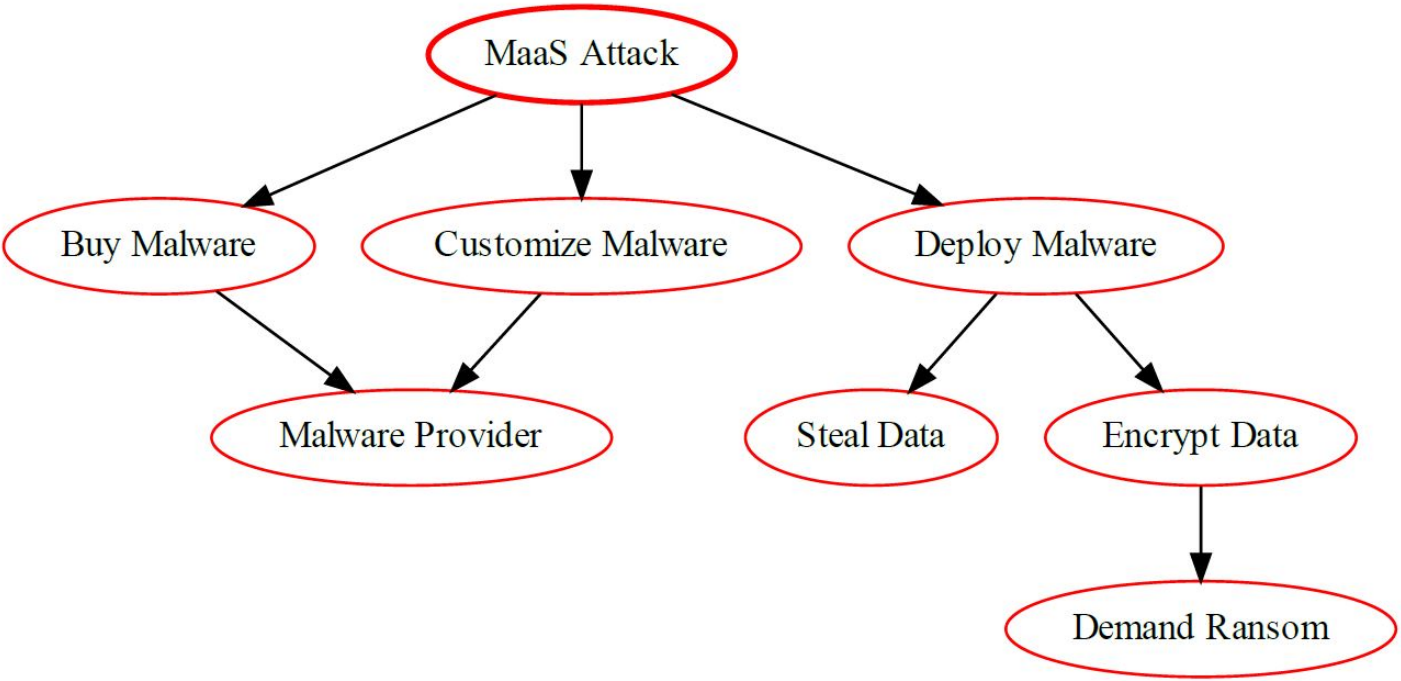 MaaS Attack
Buy Malware
Customize Malware
Deploy Malware
Malware Provider
Steal Data
Encrypt Data
Demand Ransom